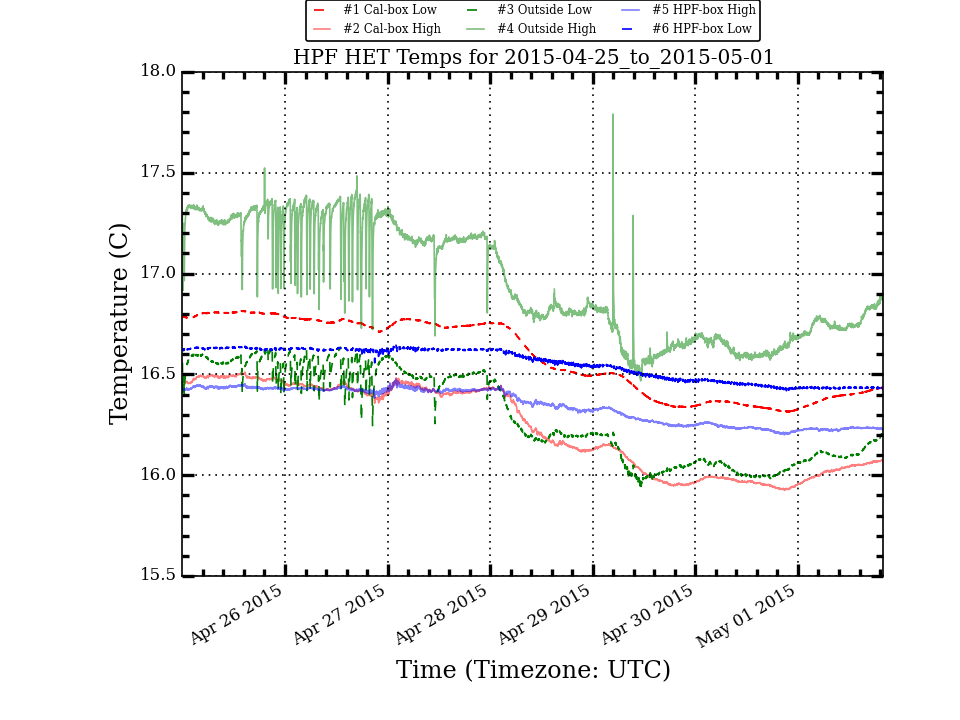 #1 Cal-box Low #3 Outside Low #5 HPF-box High
#2 Cal-box High #4 Outside High #6 HPF-box Low
HPF HET Temps for 2015-04-25_to_2015-05-01
18.0
17.5
17.0
16.5
16.0
15.5
Temperature (C)
Apr 26 2015 Apr 27 2015 Apr 28 2015 Apr 29 2015 Apr 30 2015 May 01 2015
Time (Timezone: UTC)